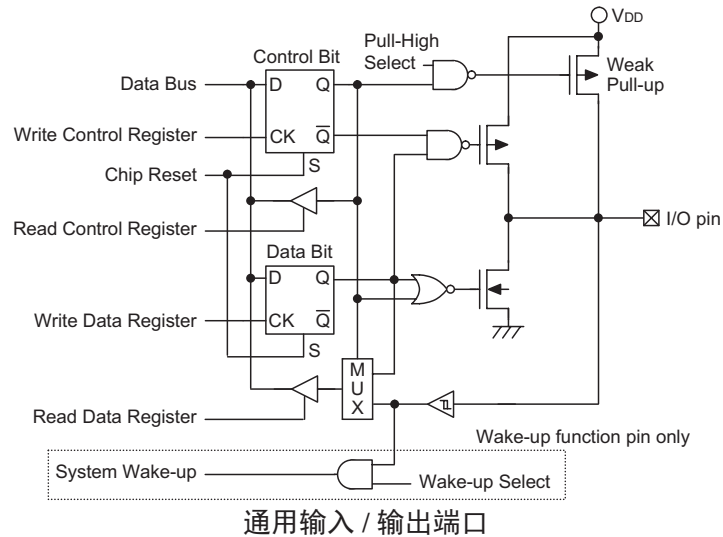 VDD
Control Bit
Pull-High
Select
Weak
Pull-up
Data Bus
D
Q
Write Control Register
CK
Q̅
S
Chip Reset
I/O pin
Read Control Register
Data Bit
D
Q
Write Data Register
CK
Q̅
S
M
U
X
Read Data Register
Wake-up function pin only
System Wake-up
Wake-up Select
通用输入 / 输出端口